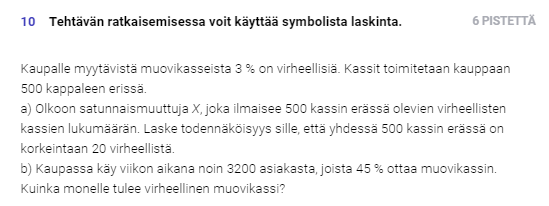 10 Tehtävän ratkaisemisessa voit käyttää symbolista laskinta. 6 PISTETTÄ
Kaupalle myytävistä muovikasseista 3 % on virheellisiä. Kassit toimitetaan kauppaan
500 kappaleen erissä.
a) Olkoon satunnaismuuttuja X, joka ilmaisee 500 kassin erässä olevien virheellisten
kassien lukumäärän. Laske todennäköisyys sille, että yhdessä 500 kassin erässä on
korkeintaan 20 virheellistä.
b) Kaupassa käy viikon aikana noin 3200 asiakasta, joista 45 % ottaa muovikassin.
Kuinka monelle tulee virheellinen muovikassi?